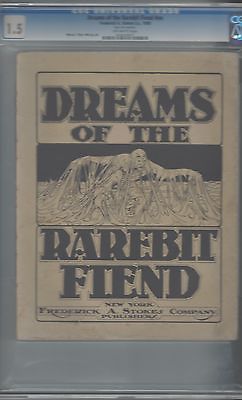 1.5
DREAMS
OF THE
RAREBIT
FIEND
NEW YORK
FREDERICK A. STOKES COMPANY
PUBLISHERS